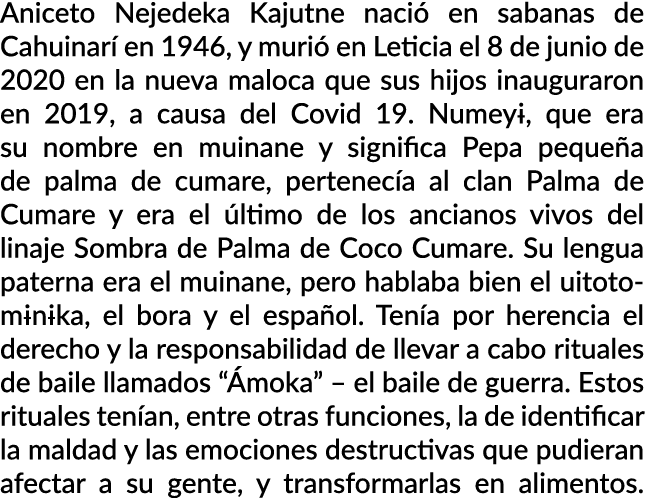 Aniceto Nejedeka Kajutne nació en sabanas de
Cahuinarí en 1946, y murió en Leticia el 8 de junio de
2020 en la nueva maloca que sus hijos inauguraron
en 2019, a causa del Covid 19. Numeyɨ, que era
su nombre en muinane y significa Pepa pequeña
de palma de cumare, pertenecía al clan Palma de
Cumare y era el último de los ancianos vivos del
linaje Sombra de Palma de Coco Cumare. Su lengua
paterna era el muinane, pero hablaba bien el uitoto-
mɨnɨka, el bora y el español. Tenía por herencia el
derecho y la responsabilidad de llevar a cabo rituales
de baile llamados “Ámoka” – el baile de guerra. Estos
rituales tenían, entre otras funciones, la de identificar
la maldad y las emociones destructivas que pudieran
afectar a su gente, y transformarlas en alimentos.